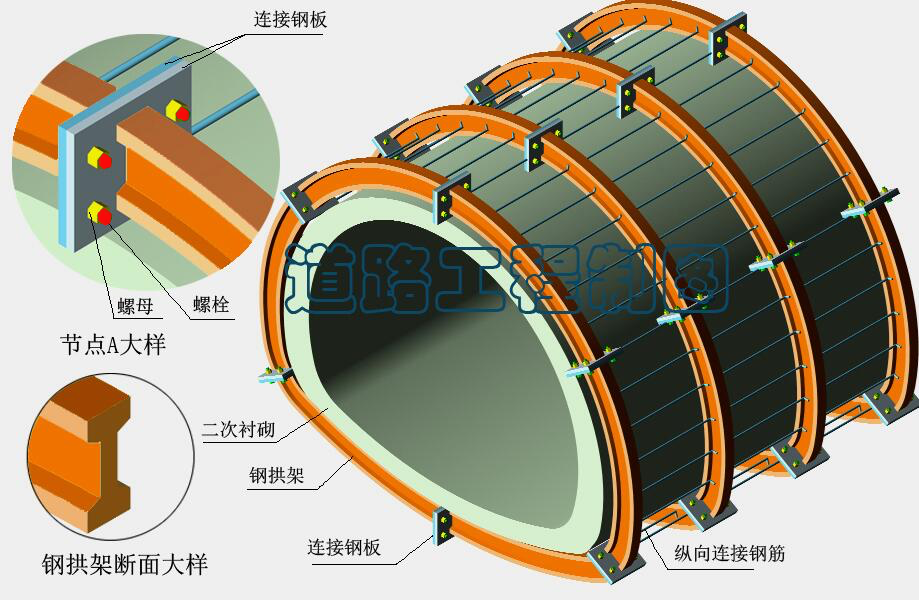 连接钢板
道路工程制图
螺母
螺栓
节点A大样
二次衬砌
钢拱架
连接钢板
纵向连接钢筋
钢拱架断面大样